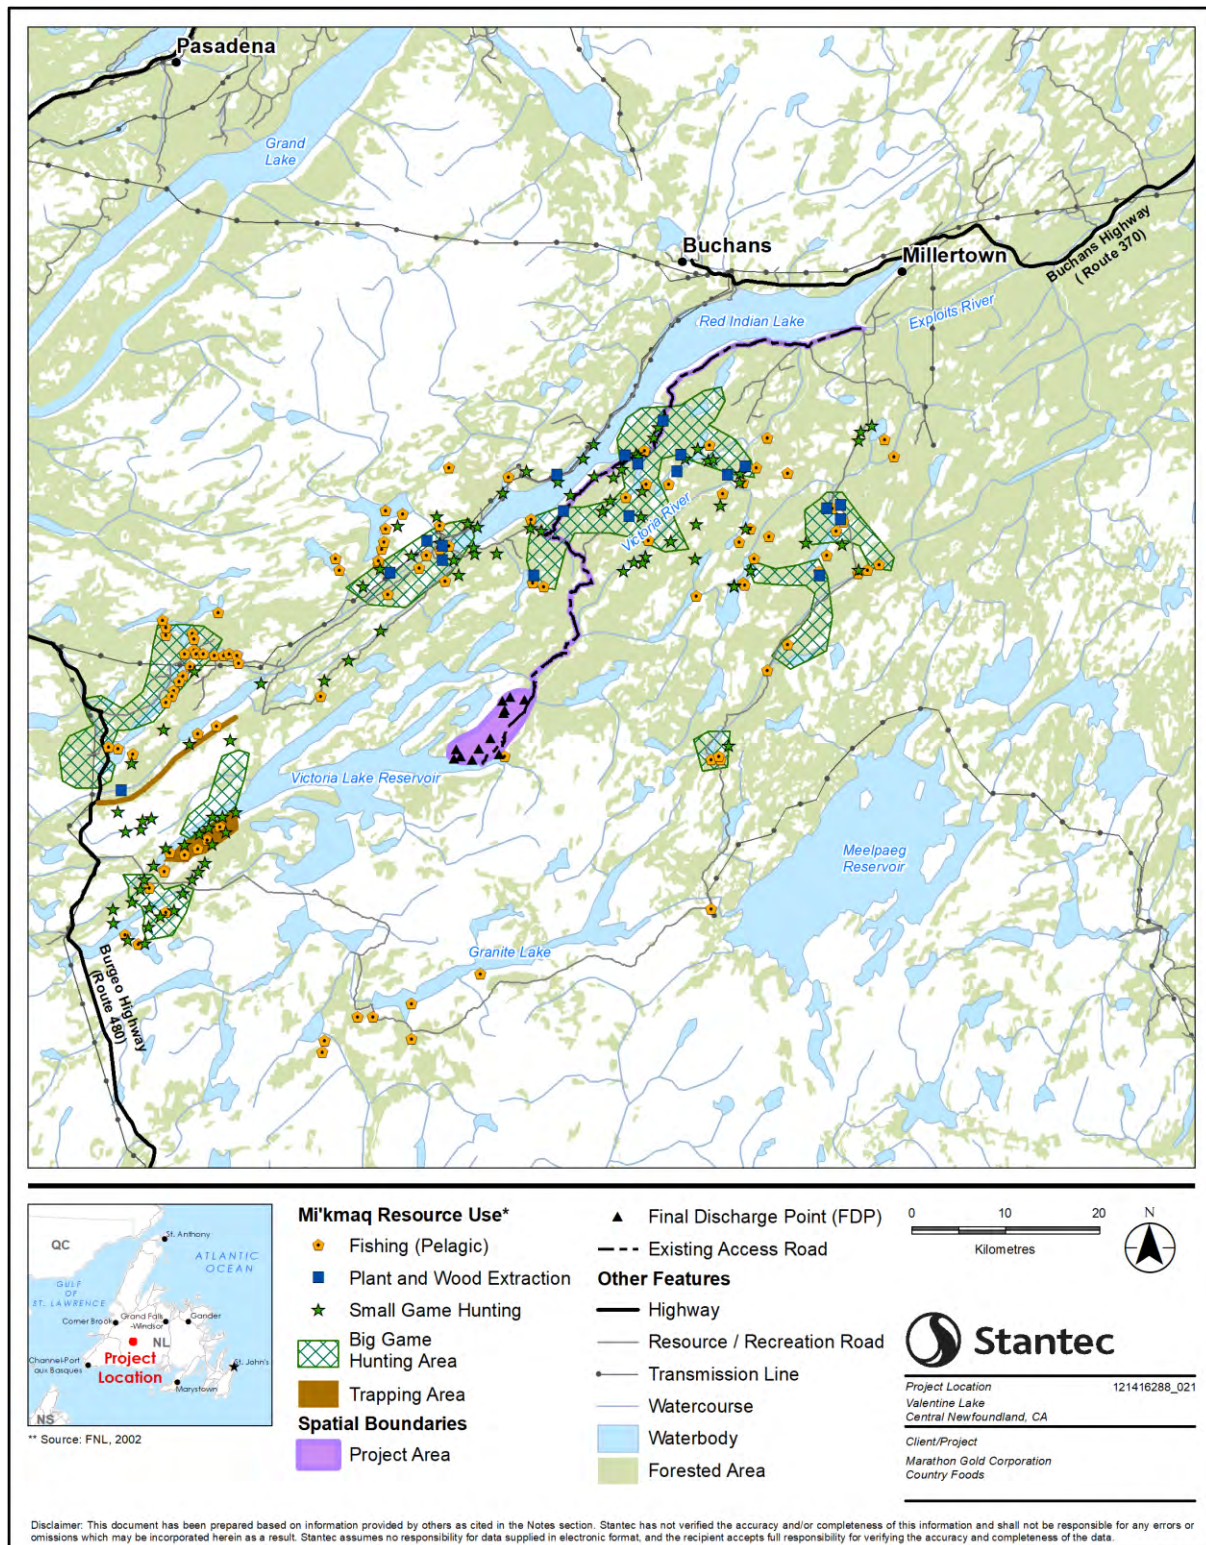 Pasadena
Grand
Lake
Buchans
Millertown
Buchans Highway
( Route 370)
Red Indian Lake
Exploits River
Victoria River
Victoria Lake Reservoir
Meelpaeg
Reservoir
Granite Lake
Burgeo Highway
(Route 480)
QC
St. Anthony
ATLANTIC
OCEAN
GULF
OF
ST. LAWRENCE
Corner Brook
Grand Falls
-Windsor
Gander
NL
Project
Location
Channel-Port
aux Basques
St. John's
Marystown
NS
** Source: FNL, 2002
Mi'kmaq Resource Use*
Fishing (Pelagic)
Plant and Wood Extraction
Small Game Hunting
Big Game
Hunting Area
Trapping Area
Spatial Boundaries
Project Area
Final Discharge Point (FDP)
Existing Access Road
Other Features
Highway
Resource / Recreation Road
Transmission Line
Watercourse
Waterbody
Forested Area
0 10 20
Kilometres
N
Stantec
Project Location 121416288_021
Valentine Lake
Central Newfoundland, CA
Client/Project
Marathon Gold Corporation
Country Foods
Disclaimer: This document has been prepared based on information provided by others as cited in the Notes section. Stantec has not verified the accuracy and/or completeness of this information and shall not be responsible for any errors or
omissions which may be incorporated herein as a result. Stantec assumes no responsibility for data supplied in electronic format, and the recipient accepts full responsibility for verifying the accuracy and completeness of the data.